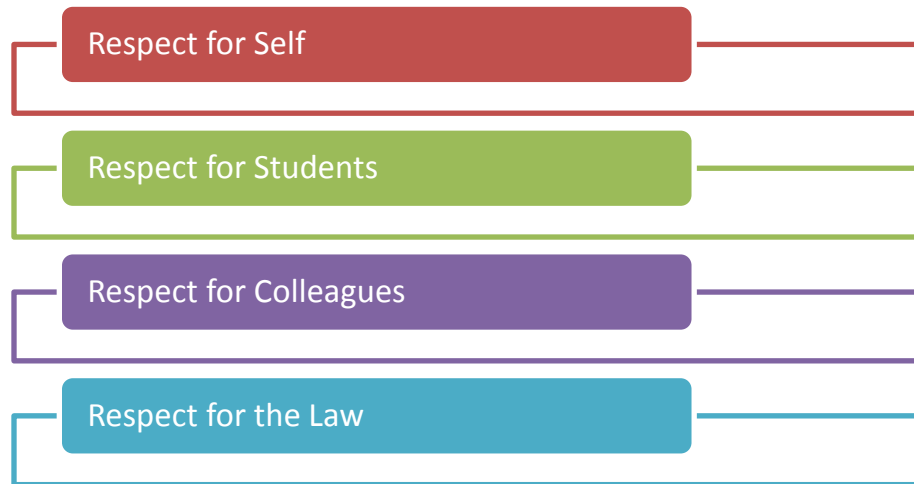 Respect for Self
Respect for Students
Respect for Colleagues
Respect for the Law